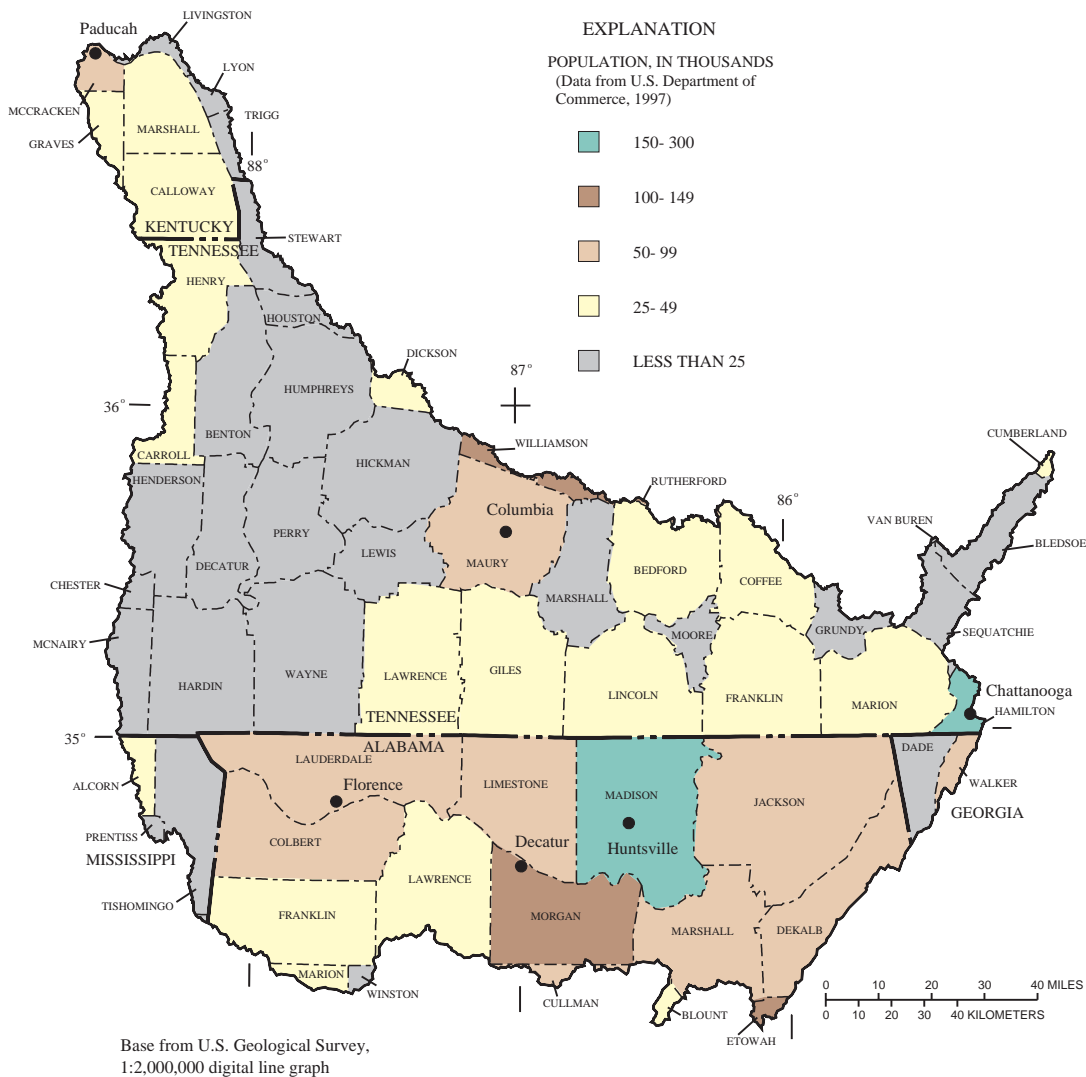 LIVINGSTON
Paducah
EXPLANATION
POPULATION, IN THOUSANDS
(Data from U.S. Department of
Commerce, 1997)
150- 300
100- 149
50- 99
25- 49
LESS THAN 25
LYON
MCCRACKEN
TRIGG
GRAVES
MARSHALL
88°
CALLOWAY
KENTUCKY
STEWART
TENNESSEE
HENRY
HOUSTON
DICKSON
87°
HUMPHREYS
36°
BENTON
WILLIAMSON
CUMBERLAND
CARROLL
HICKMAN
HENDERSON
RUTHERFORD
86°
Columbia
VAN BUREN
PERRY
BLEDSOE
LEWIS
MAURY
DECATUR
BEDFORD
COFFEE
CHESTER
MARSHALL
MOORE
GRUNDY
SEQUATCHIE
MCNAIRY
HARDIN
WAYNE
LAWRENCE
GILES
LINCOLN
FRANKLIN
MARION
Chattanooga
HAMILTON
TENNESSEE
35°
ALABAMA
DADE
LAUDERDALE
ALCORN
Florence
LIMESTONE
MADISON
JACKSON
WALKER
GEORGIA
PRENTISS
COLBERT
Decatur
Huntsville
MISSISSIPPI
LAWRENCE
TISHOMINGO
FRANKLIN
MORGAN
MARSHALL
DEKALB
MARION
WINSTON
CULLMAN
BLOUNT
ETOWAH
0 10 20 30 40 MILES
0 10 20 30 40 KILOMETERS
Base from U.S. Geological Survey,
1:2,000,000 digital line graph